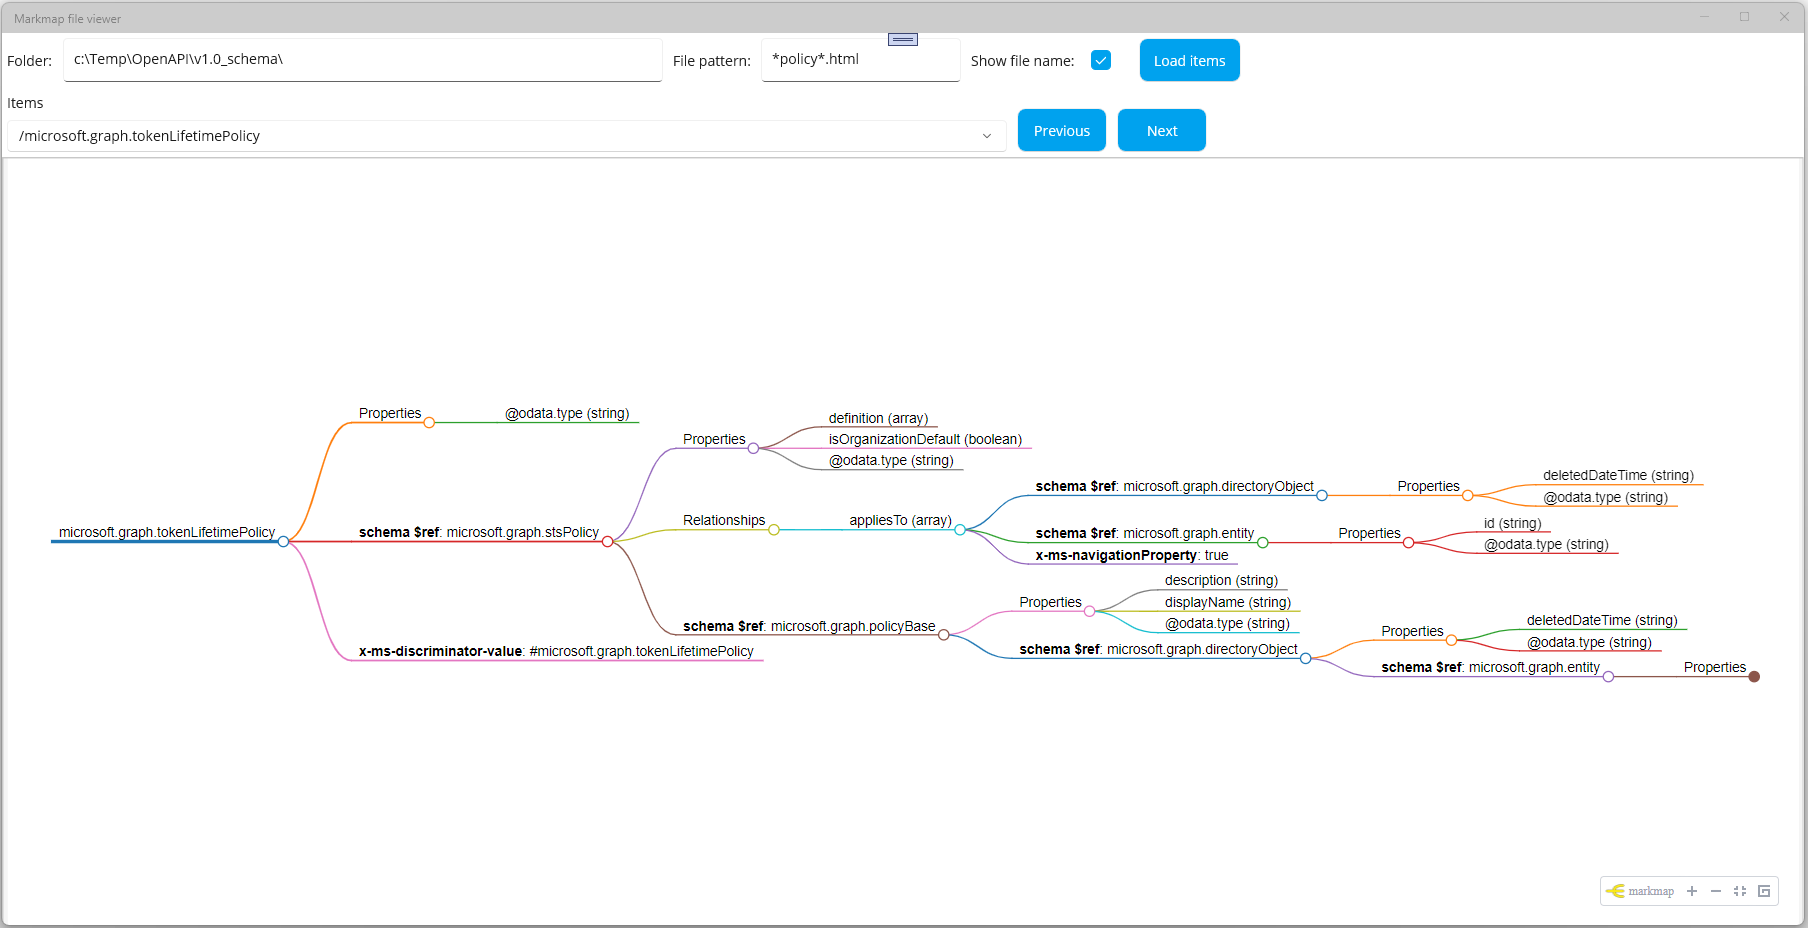 Markmap file viewer
Folder: c:\Temp\OpenAPI\v1.0_schema\ File pattern: *policy*.html Show file name: Load items
Items
/microsoft.graph.tokenLifetimePolicy Previous Next
microsoft.graph.tokenLifetimePolicy
Properties
@odata.type (string)
schema $ref: microsoft.graph.stsPolicy
Properties
definition (array)
isOrganizationDefault (boolean)
@odata.type (string)
Relationships
appliesTo (array)
schema $ref: microsoft.graph.directoryObject
Properties
deletedDateTime (string)
@odata.type (string)
schema $ref: microsoft.graph.entity
Properties
id (string)
@odata.type (string)
x-ms-navigationProperty: true
schema $ref: microsoft.graph.policyBase
Properties
description (string)
displayName (string)
@odata.type (string)
schema $ref: microsoft.graph.directoryObject
Properties
deletedDateTime (string)
@odata.type (string)
schema $ref: microsoft.graph.entity
Properties
x-ms-discriminator-value: #microsoft.graph.tokenLifetimePolicy
markmap